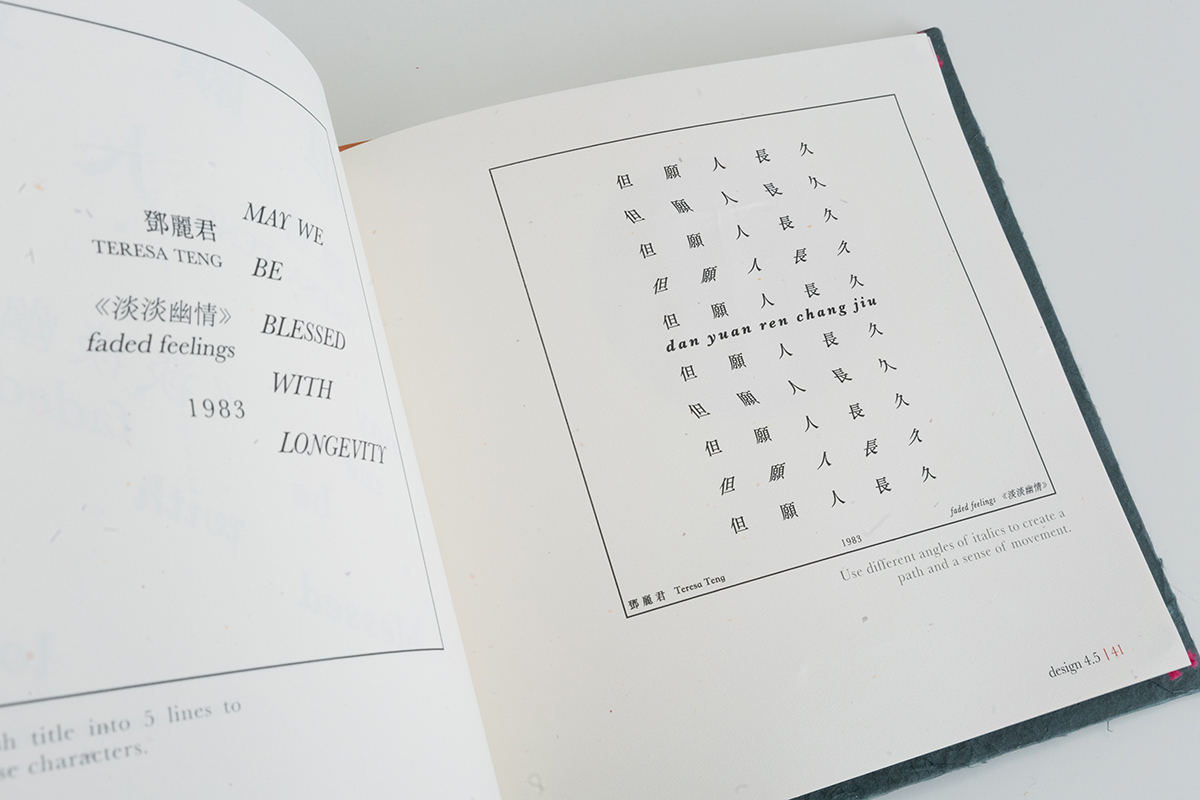 鄧麗君
TERESA TENG
《淡淡幽情》
faded feelings
1983
MAY WE
BE
BLESSED
WITH
LONGEVITY
title into 5 lines to
characters.
但願人長久
但願人長久
但願人長久
但願人長久
但願人長久
dan yuan ren chang jiu
但願人長久
但願人長久
但願人長久
但願人長久
但願人長久
鄧麗君 Teresa Teng
1983
faded feelings 《淡淡幽情》
Use different angles of italics to create a
path and a sense of movement.
design 4.5 | 41